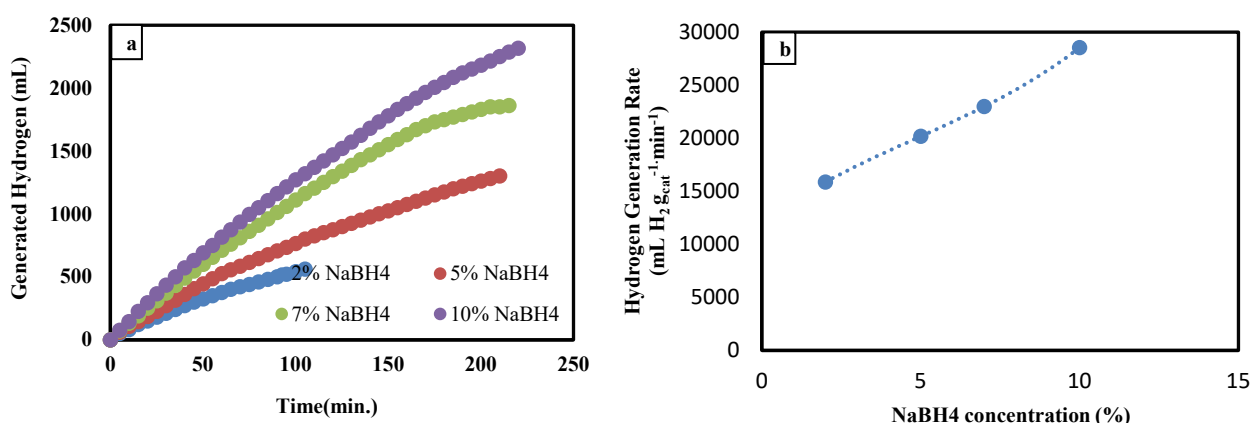 a
2500
2000
1500
1000
500
0
Generated Hydrogen (mL)
0 50 100 150 200 250
Time(min.)
2% NaBH4 5% NaBH4
7% NaBH4 10% NaBH4
b
30000
25000
20000
15000
10000
5000
0
Hydrogen Generation Rate
(mL H₂ g꜀ₐₜ⁻¹·min⁻¹)
0 5 10 15
NaBH4 concentration (%)